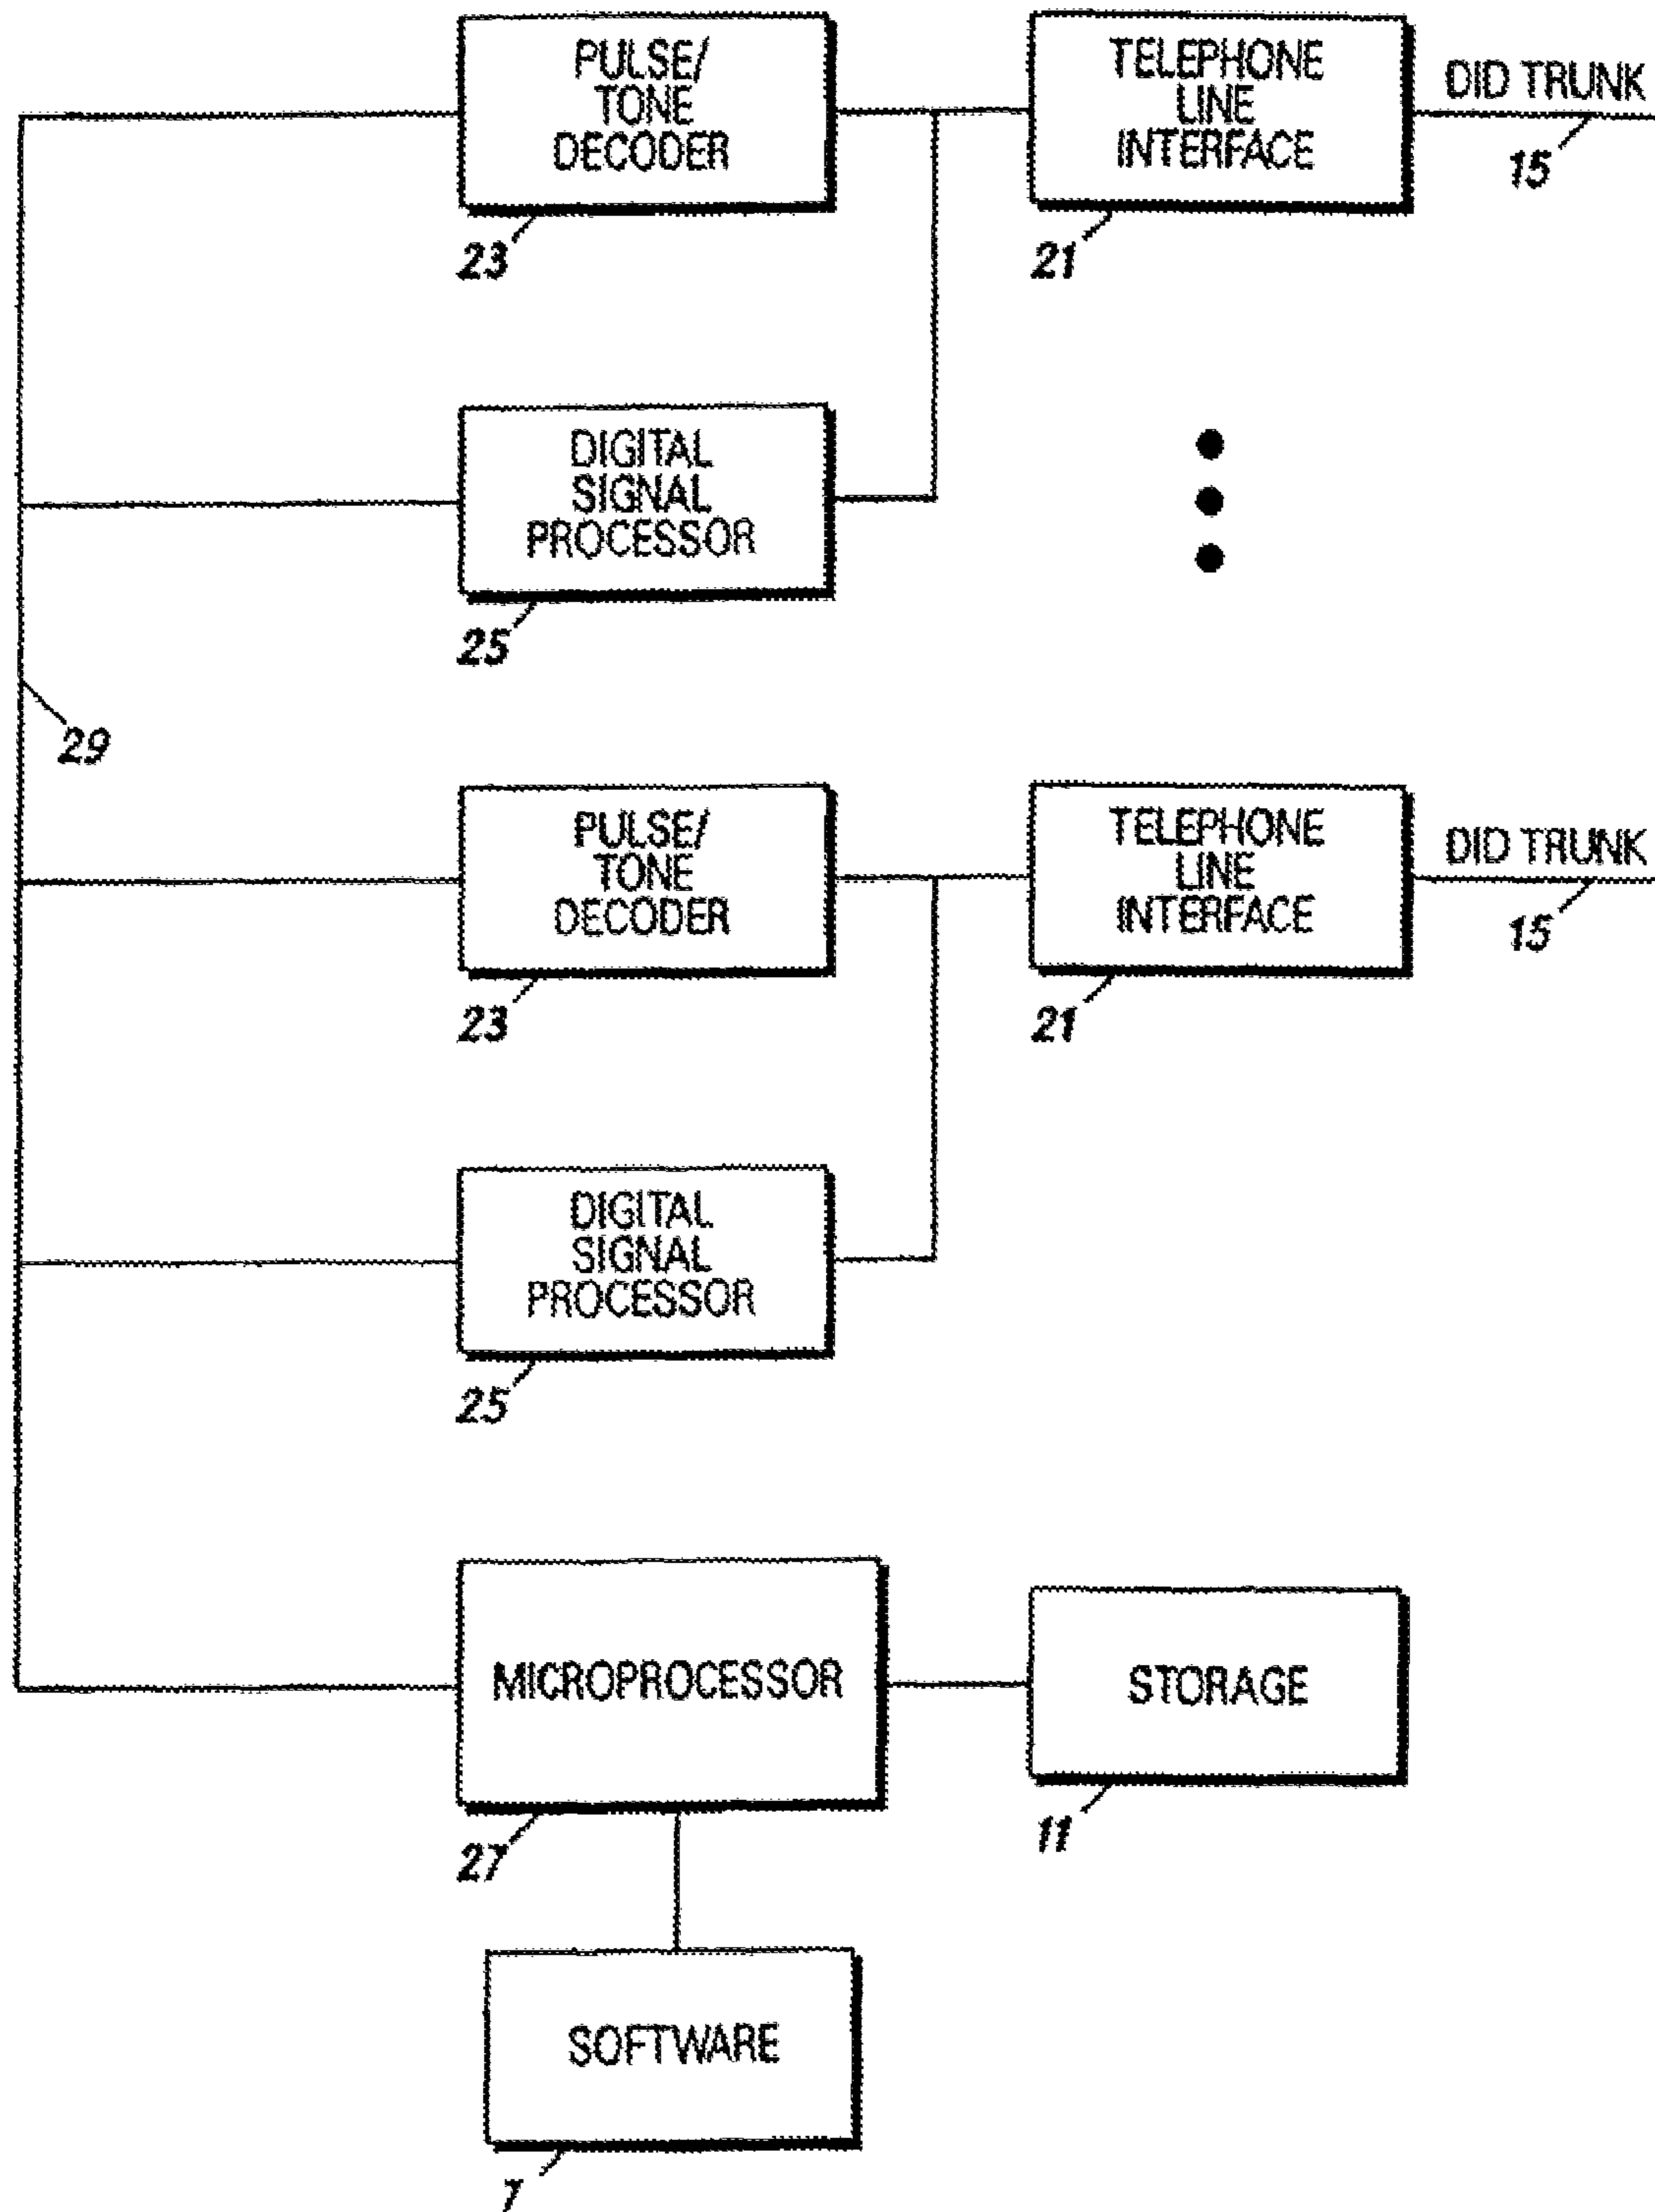 PULSE/
TONE
DECODER
23
TELEPHONE
LINE
INTERFACE
21
DID TRUNK
15
DIGITAL
SIGNAL
PROCESSOR
25
29
PULSE/
TONE
DECODER
23
TELEPHONE
LINE
INTERFACE
21
DID TRUNK
15
DIGITAL
SIGNAL
PROCESSOR
25
MICROPROCESSOR
27
STORAGE
11
SOFTWARE
7